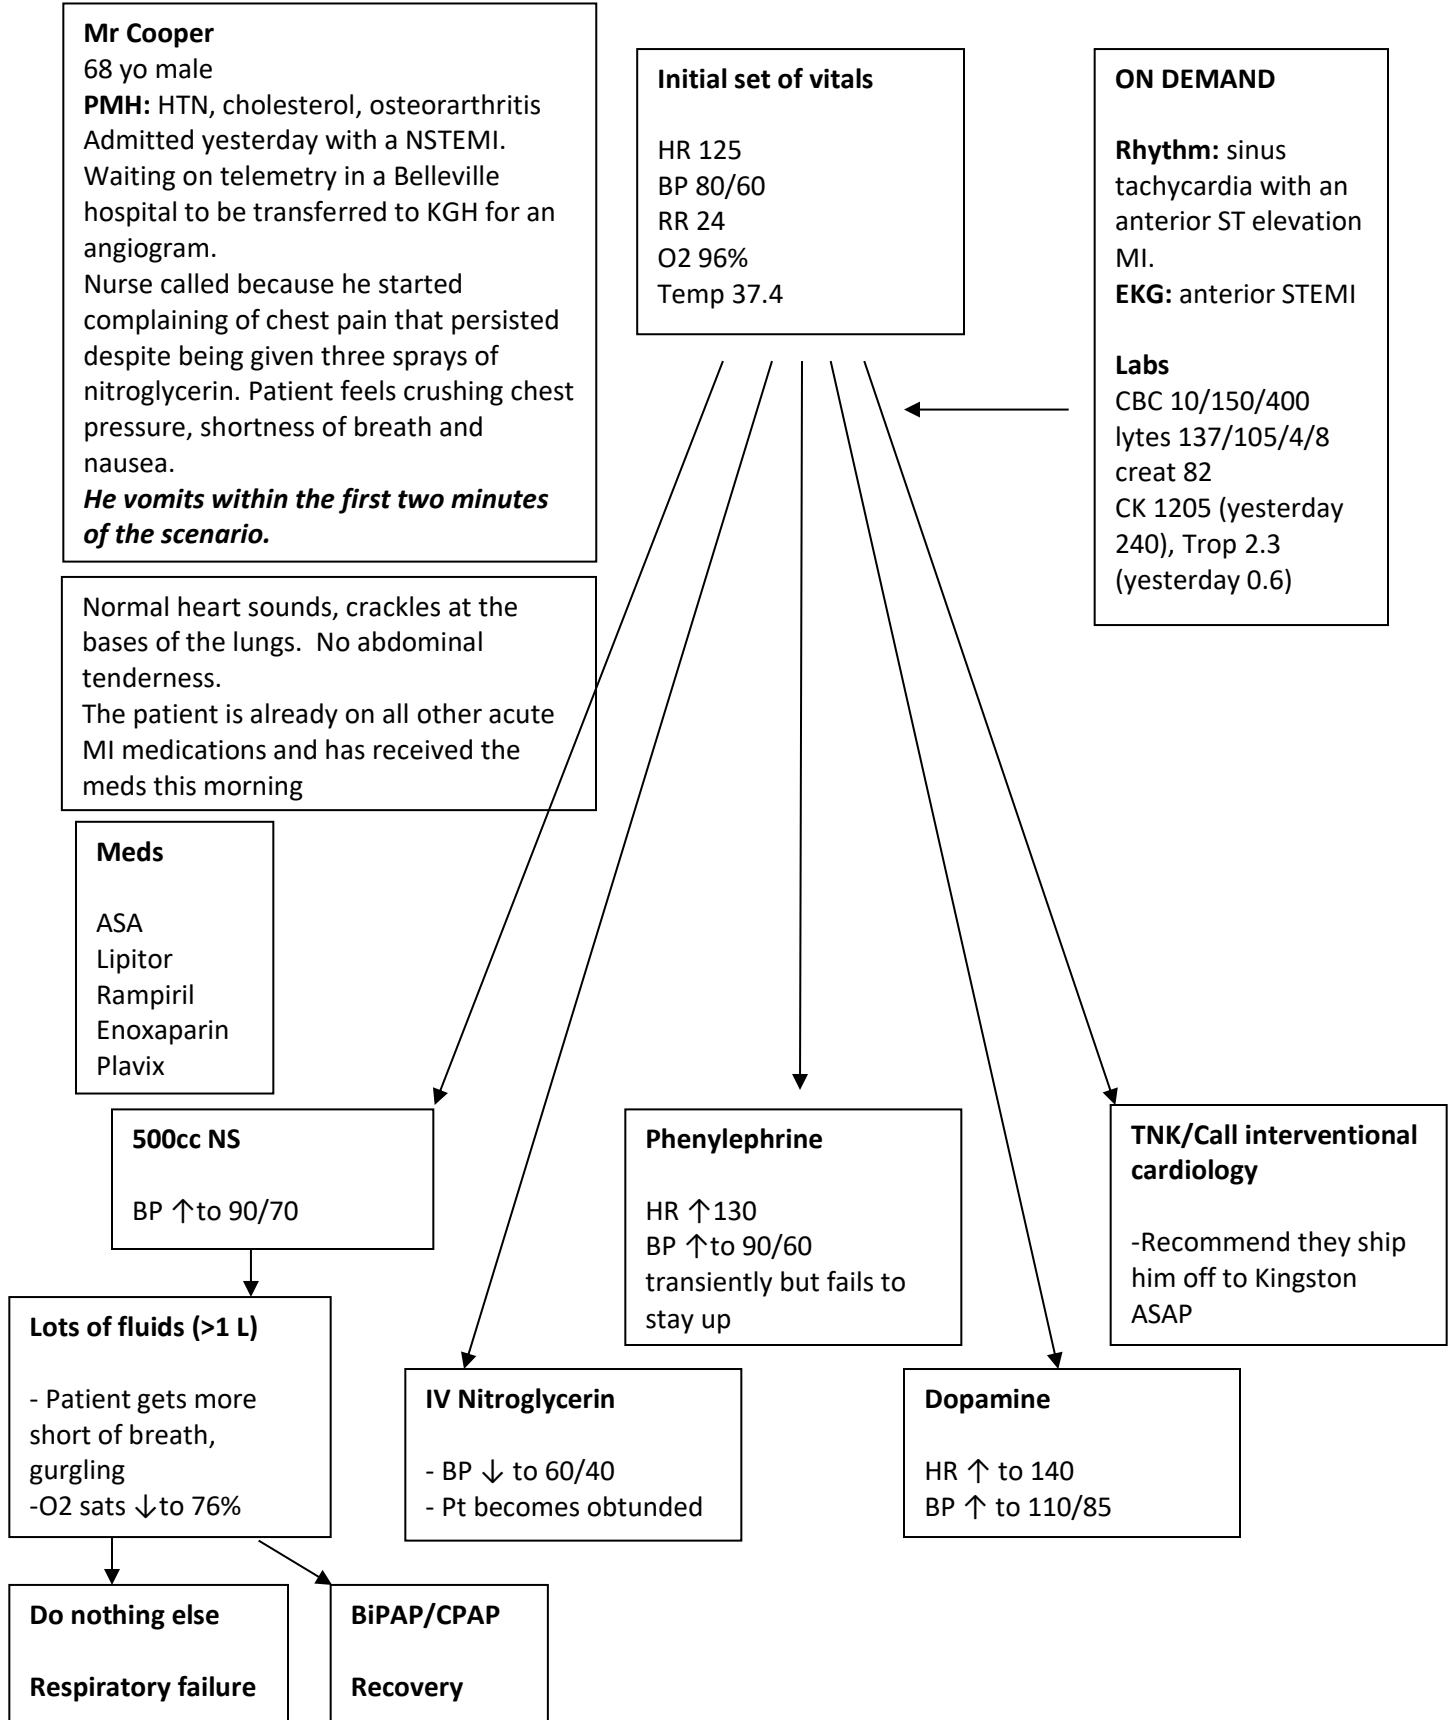 Mr Cooper
68 yo male
PMH: HTN, cholesterol, osteorarthritis
Admitted yesterday with a NSTEMI.
Waiting on telemetry in a Belleville
hospital to be transferred to KGH for an
angiogram.
Nurse called because he started
complaining of chest pain that persisted
despite being given three sprays of
nitroglycerin. Patient feels crushing chest
pressure, shortness of breath and
nausea.
He vomits within the first two minutes
of the scenario.
Initial set of vitals
HR 125
BP 80/60
RR 24
O2 96%
Temp 37.4
ON DEMAND
Rhythm: sinus
tachycardia with an
anterior ST elevation
MI.
EKG: anterior STEMI
Labs
CBC 10/150/400
lytes 137/105/4/8
creat 82
CK 1205 (yesterday
240), Trop 2.3
(yesterday 0.6)
Normal heart sounds, crackles at the
bases of the lungs.  No abdominal
tenderness.
The patient is already on all other acute
MI medications and has received the
meds this morning
Meds
ASA
Lipitor
Rampiril
Enoxaparin
Plavix
500cc NS
BP ↑to 90/70
Phenylephrine
HR ↑130
BP ↑to 90/60
transiently but fails to
stay up
TNK/Call interventional
cardiology
-Recommend they ship
him off to Kingston
ASAP
Lots of fluids (>1 L)
- Patient gets more
short of breath,
gurgling
-O2 sats ↓to 76%
IV Nitroglycerin
- BP ↓ to 60/40
- Pt becomes obtunded
Dopamine
HR ↑ to 140
BP ↑ to 110/85
Do nothing else
Respiratory failure
BiPAP/CPAP
Recovery